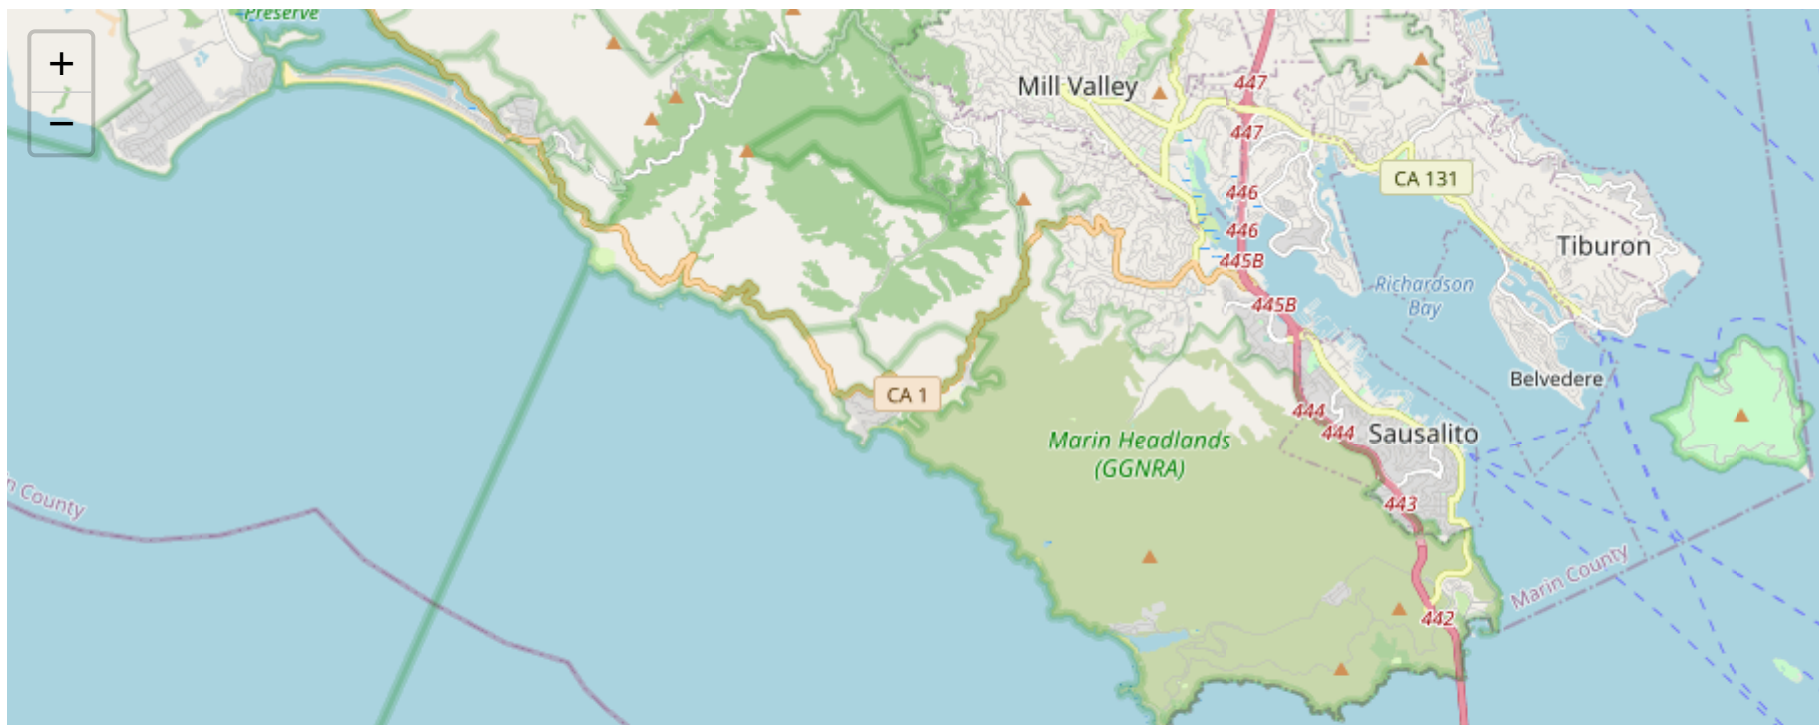 Preserve
+
−
Mill Valley
447
447
CA 131
446
446
Tiburon
445B
Richardson
Bay
445B
Belvedere
CA 1
444
444
Sausalito
Marin Headlands
(GGNRA)
n County
443
Marin County
442